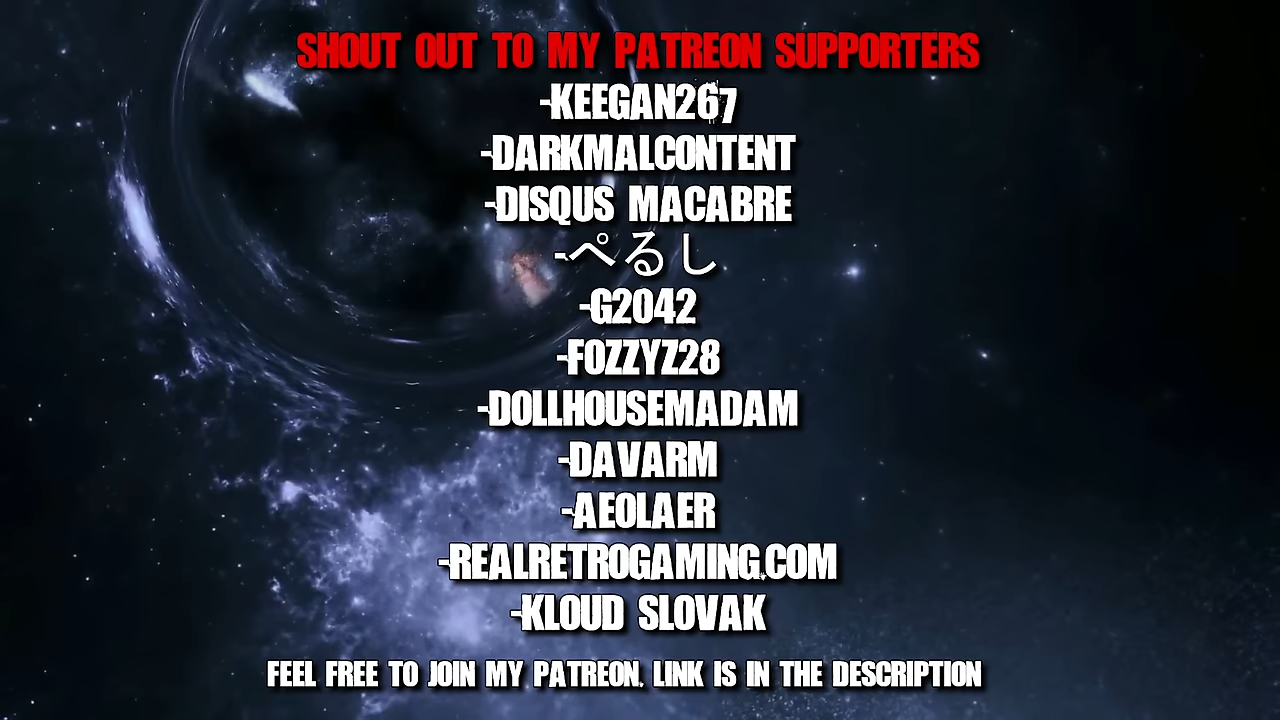 SHOUT OUT TO MY PATREON SUPPORTERS
-KEEGAN267
-DARKMALCONTENT
-DISQUS MACABRE
-ぺるし
-G2042
-FOZZYZ28
-DOLLHOUSEMADAM
-DAVARM
-AEOLAER
-REALRETROGAMING.COM
-KLOUD SLOVAK
FEEL FREE TO JOIN MY PATREON, LINK IS IN THE DESCRIPTION